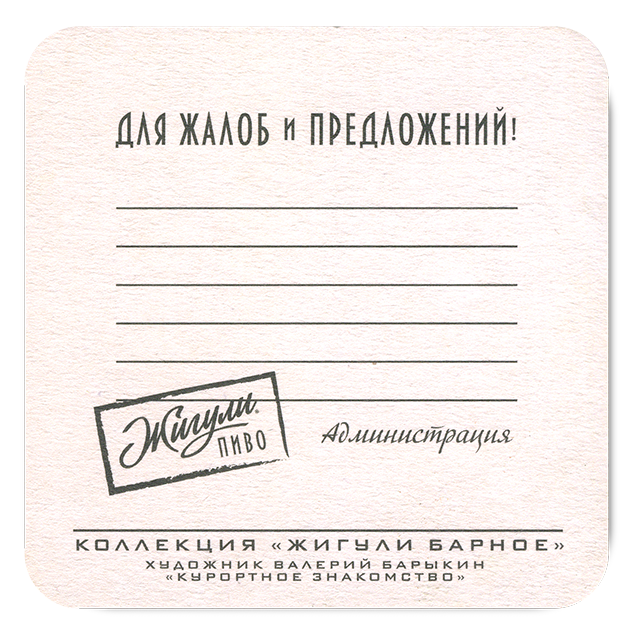 ДЛЯ ЖАЛОБ и ПРЕДЛОЖЕНИЙ!
Жигули®
ПИВО
Администрация
КОЛЛЕКЦИЯ «ЖИГУЛИ БАРНОЕ»
ХУДОЖНИК ВАЛЕРИЙ БАРЫКИН
«КУРОРТНОЕ ЗНАКОМСТВО»